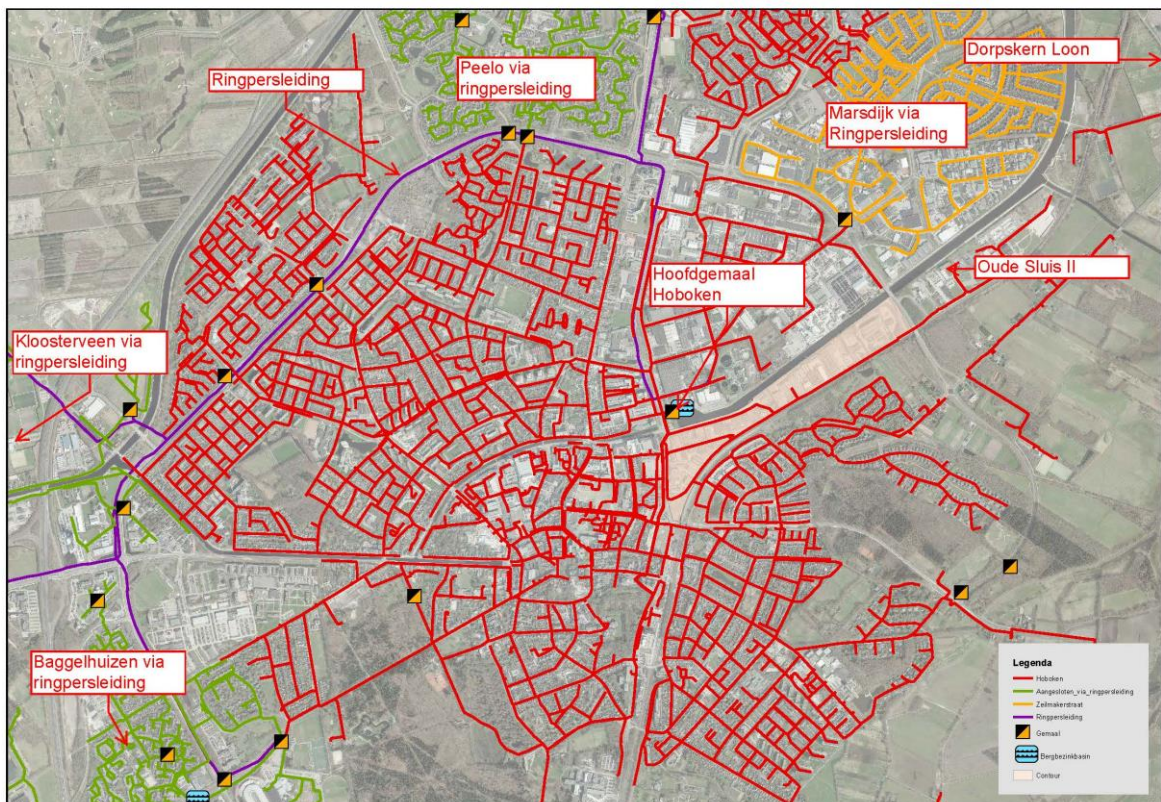 Dorpskern Loon
Peelo via
ringpersleiding
Ringpersleiding
Marsdijk via
Ringpersleiding
Oude Sluis II
Hoofdgemaal
Hoboken
Kloosterveen via
ringpersleiding
Baggelhuizen via
ringpersleiding
Legenda
Hoboken
Aangesloten_via_ringpersleiding
Zeilmakerstraat
Ringpersleiding
Gemaal
Bergbezinkbasin
Contour